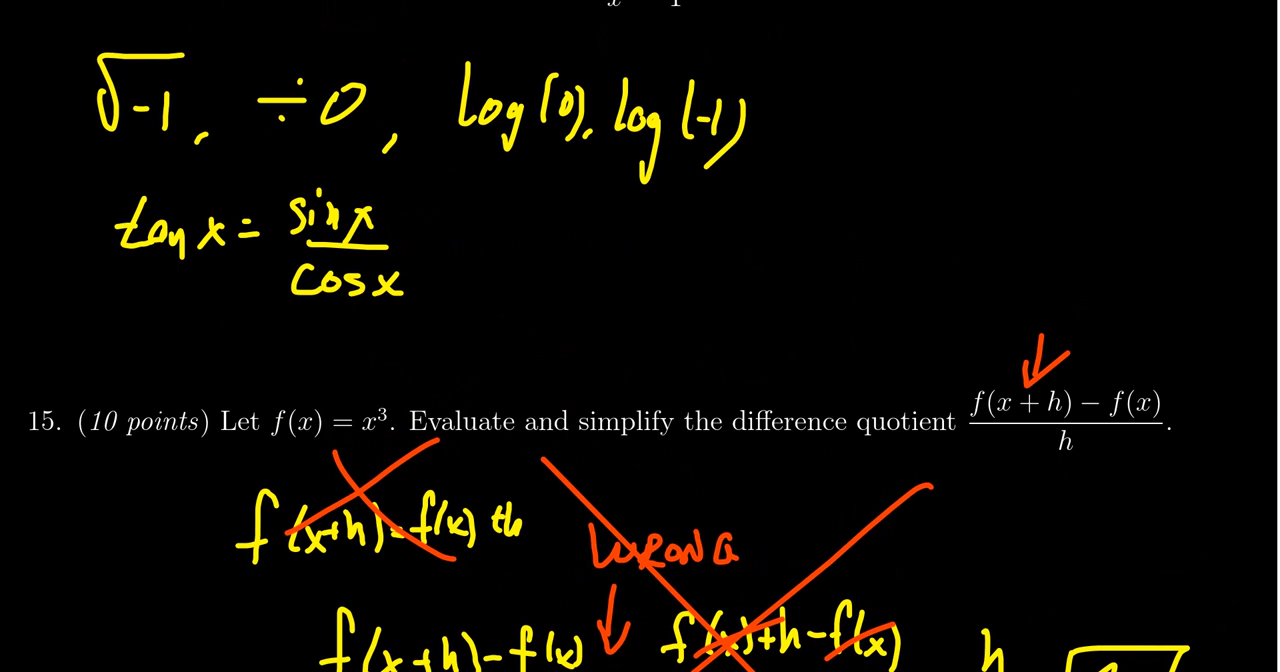 √-1, ÷0, log(0), log(-1)
tan x = sin x / cos x
15. (10 points) Let f(x) = x³. Evaluate and simplify the difference quotient (f(x + h) − f(x)) / h.
f(x+h) = f(x) + h
f(x+h) - f(x) f(x) + h - f(x) h